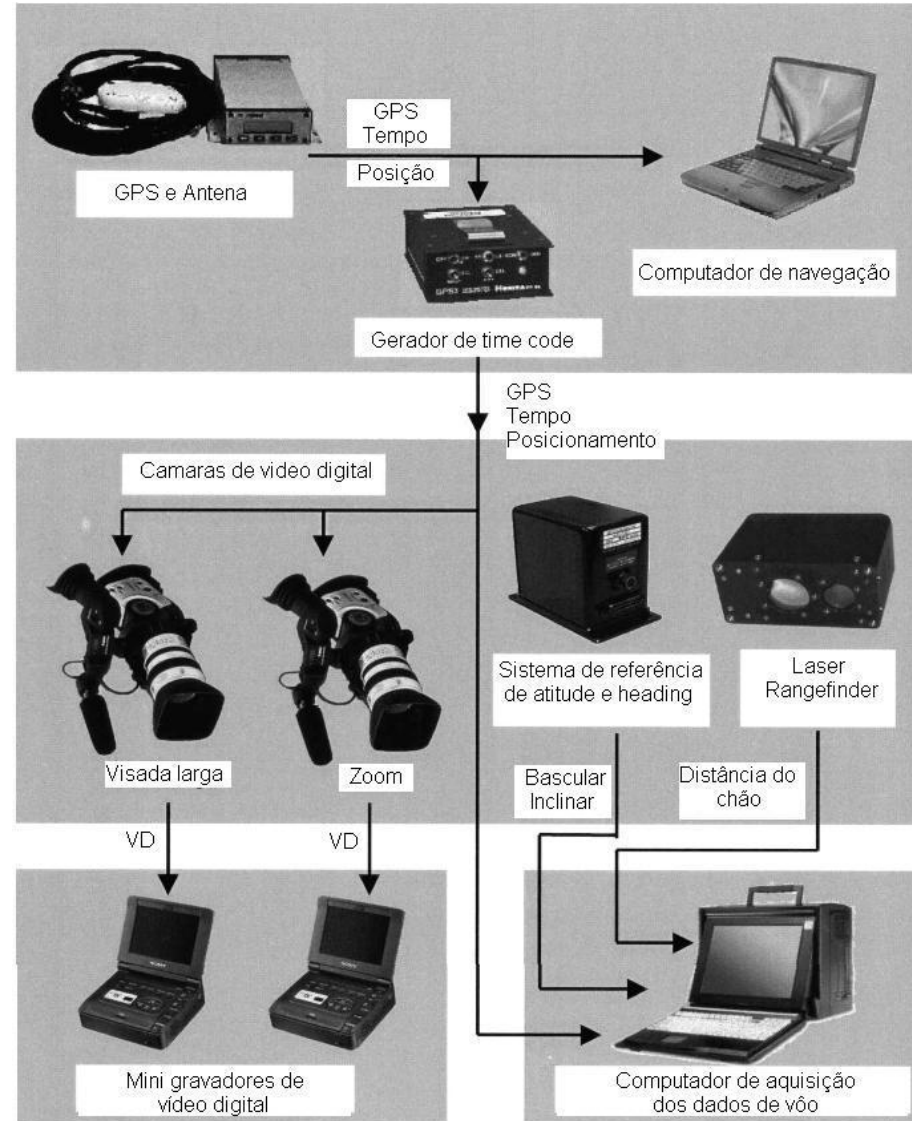 GPS
Tempo
Posição
GPS e Antena
Computador de navegação
Gerador de time code
GPS
Tempo
Posicionamento
Camaras de video digital
Sistema de referência
de atitude e heading
Laser
Rangefinder
Visada larga
Zoom
Bascular
Inclinar
Distância do
chão
VD
VD
Mini gravadores de
vídeo digital
Computador de aquisição
dos dados de vôo